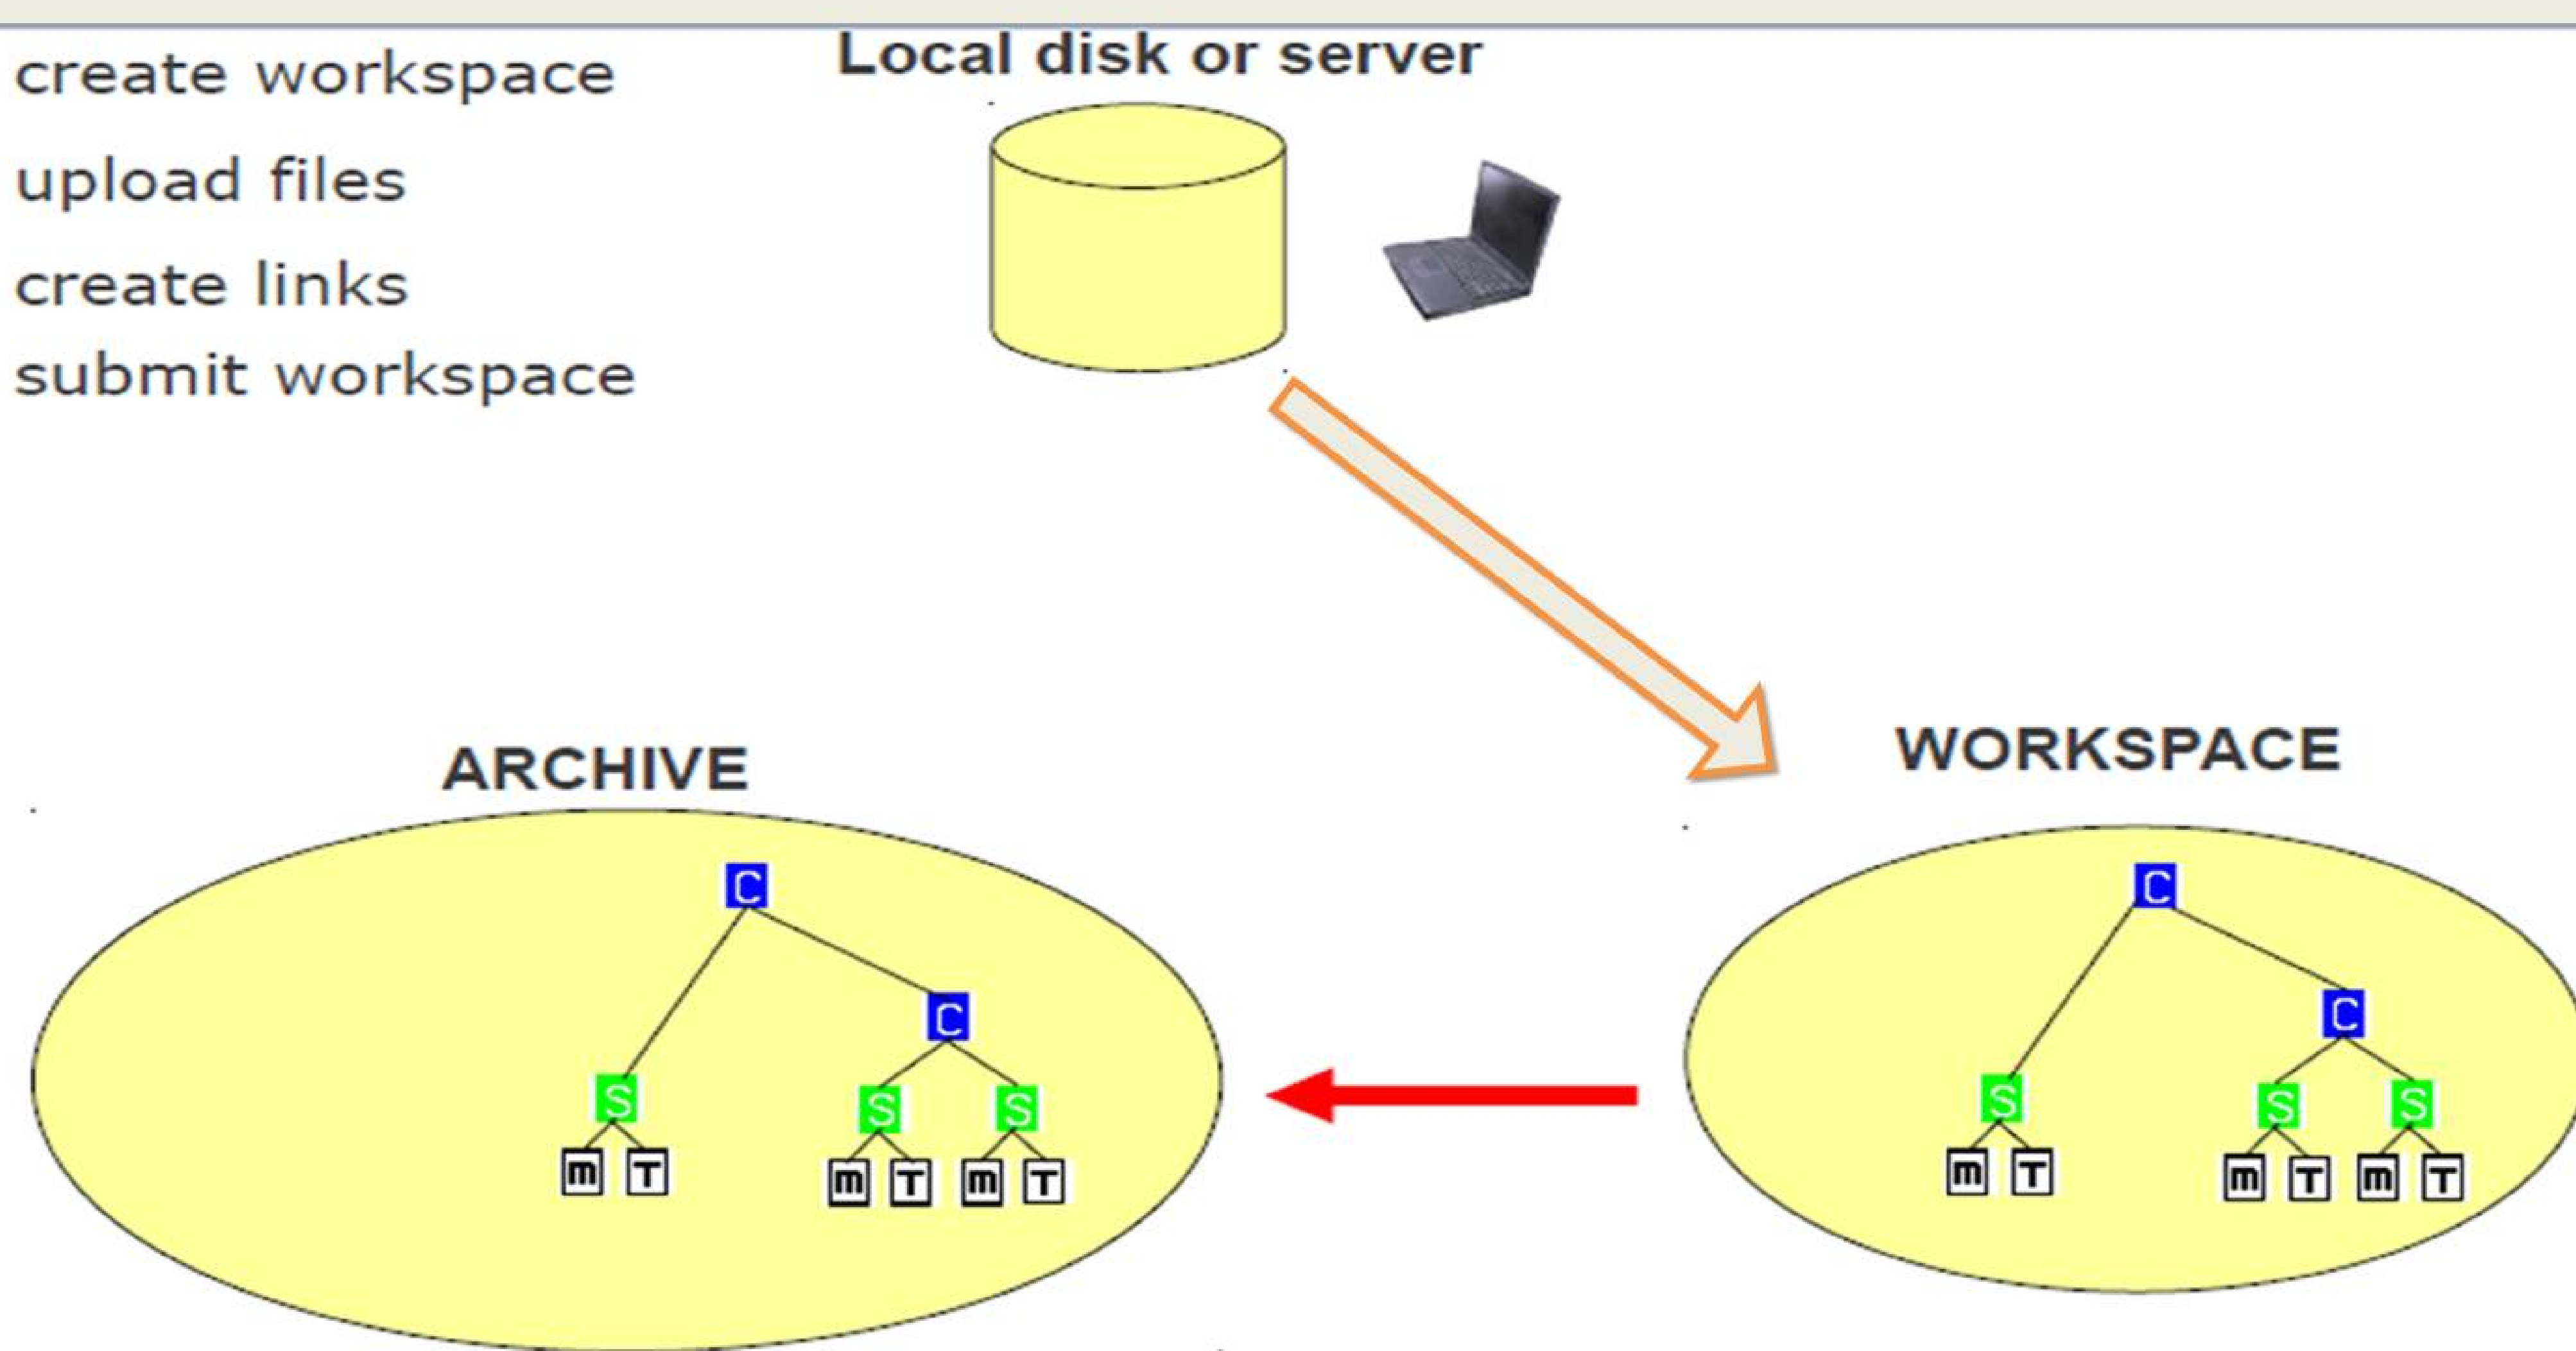 create workspace
upload files
create links
submit workspace
Local disk or server
ARCHIVE
C
C
S
S
S
m T
m T m T
WORKSPACE
C
C
S
S
S
m T
m T m T